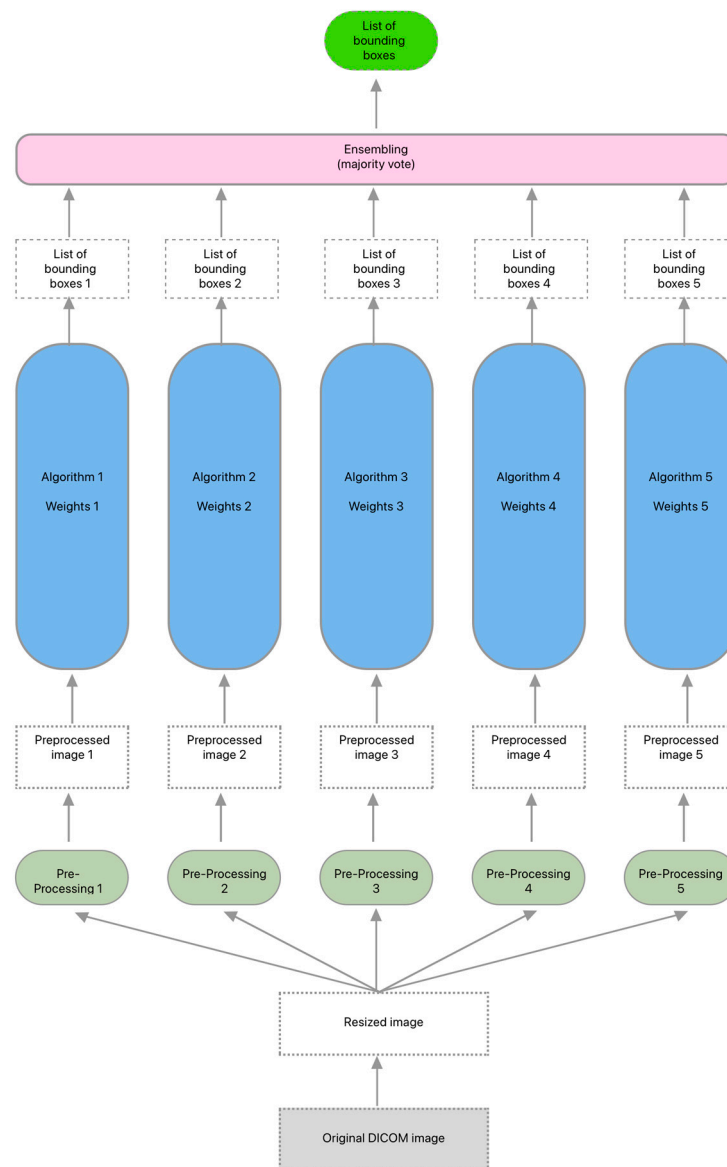 List of
bounding
boxes
Ensembling
(majority vote)
List of
bounding
boxes 1
List of
bounding
boxes 2
List of
bounding
boxes 3
List of
bounding
boxes 4
List of
bounding
boxes 5
Algorithm 1
Weights 1
Algorithm 2
Weights 2
Algorithm 3
Weights 3
Algorithm 4
Weights 4
Algorithm 5
Weights 5
Preprocessed
image 1
Preprocessed
image 2
Preprocessed
image 3
Preprocessed
image 4
Preprocessed
image 5
Pre-
Processing 1
Pre-Processing
2
Pre-Processing
3
Pre-Processing
4
Pre-Processing
5
Resized image
Original DICOM image